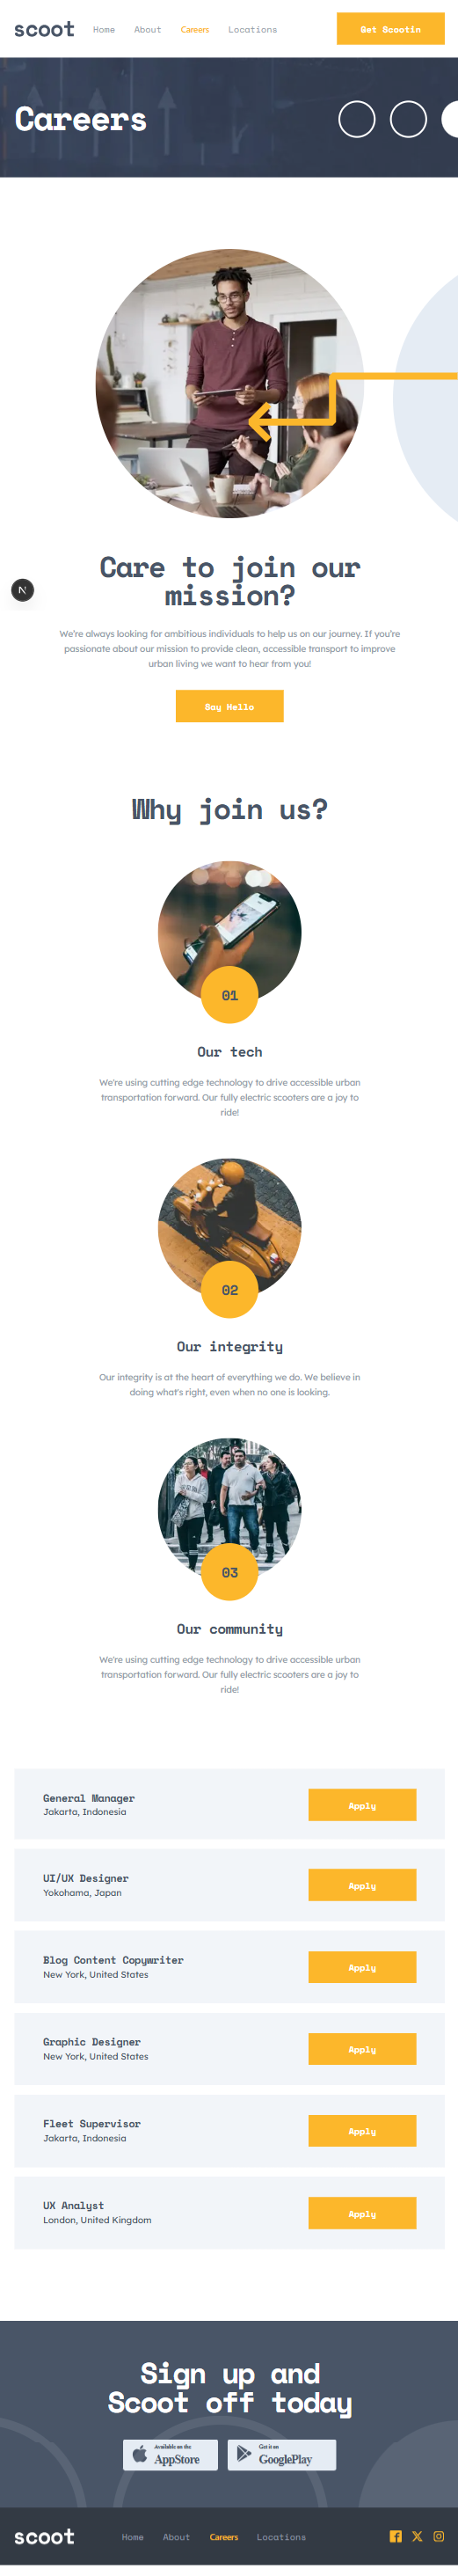 scoot Home About Careers Locations Get Scootin
Careers
Care to join our
mission?
N
We're always looking for ambitious individuals to help us on our journey. If you're
passionate about our mission to provide clean, accessible transport to improve
urban living we want to hear from you!
Say Hello
Why join us?
01
Our tech
We're using cutting edge technology to drive accessible urban
transportation forward. Our fully electric scooters are a joy to
ride!
02
Our integrity
Our integrity is at the heart of everything we do. We believe in
doing what's right, even when no one is looking.
03
Our community
We're using cutting edge technology to drive accessible urban
transportation forward. Our fully electric scooters are a joy to
ride!
General Manager
Jakarta, Indonesia
Apply
UI/UX Designer
Yokohama, Japan
Apply
Blog Content Copywriter
New York, United States
Apply
Graphic Designer
New York, United States
Apply
Fleet Supervisor
Jakarta, Indonesia
Apply
UX Analyst
London, United Kingdom
Apply
Sign up and
Scoot off today
Available on the
AppStore
Get it on
GooglePlay
scoot Home About Careers Locations